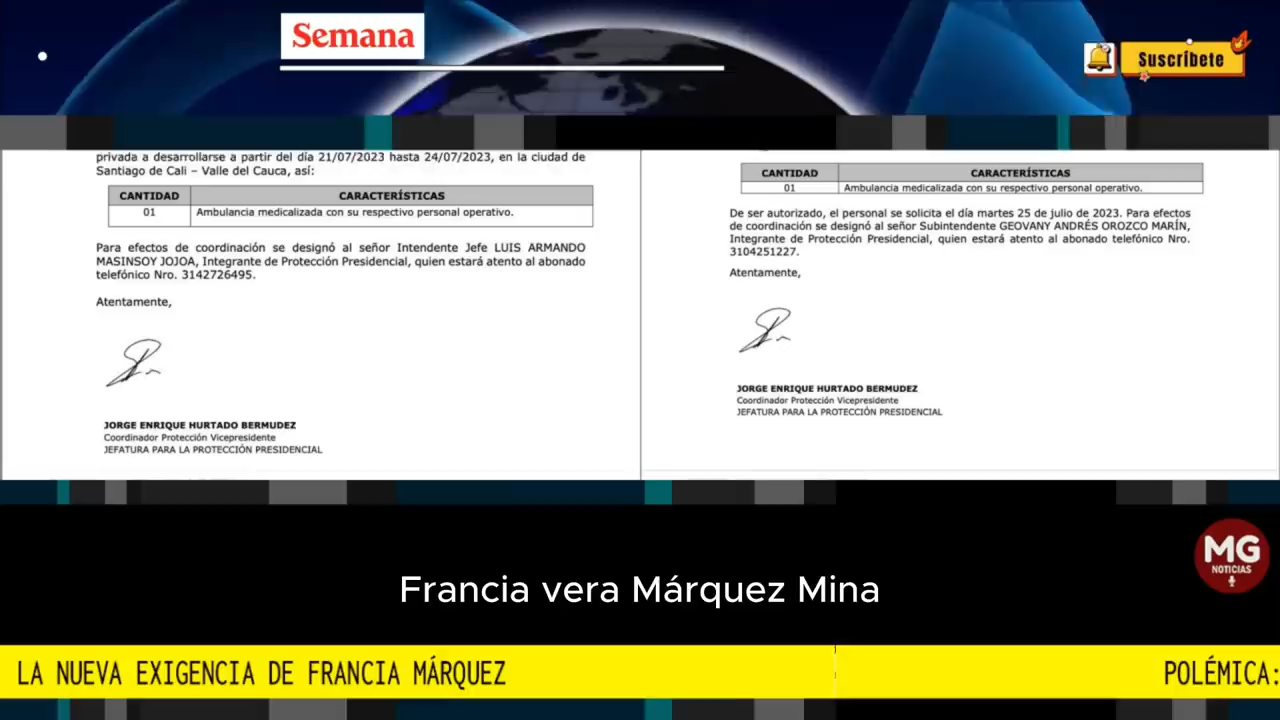 Semana
Suscríbete
privada a desarrollarse a partir del día 21/07/2023 hasta 24/07/2023, en la ciudad de
Santiago de Cali – Valle del Cauca, así:
CANTIDAD CARACTERÍSTICAS
01 Ambulancia medicalizada con su respectivo personal operativo.
Para efectos de coordinación se designó al señor Intendente Jefe LUIS ARMANDO
MASINSOY JOJOA, Integrante de Protección Presidencial, quien estará atento al abonado
telefónico Nro. 3142726495.
Atentamente,
JORGE ENRIQUE HURTADO BERMUDEZ
Coordinador Protección Vicepresidente
JEFATURA PARA LA PROTECCIÓN PRESIDENCIAL
CANTIDAD CARACTERÍSTICAS
01 Ambulancia medicalizada con su respectivo personal operativo.
De ser autorizado, el personal se solicita el día martes 25 de julio de 2023. Para efectos
de coordinación se designó al señor Subintendente GEOVANY ANDRÉS OROZCO MARÍN,
Integrante de Protección Presidencial, quien estará atento al abonado telefónico Nro.
3104251227.
Atentamente,
JORGE ENRIQUE HURTADO BERMUDEZ
Coordinador Protección Vicepresidente
JEFATURA PARA LA PROTECCIÓN PRESIDENCIAL
MG
NOTICIAS
Francia vera Márquez Mina
LA NUEVA EXIGENCIA DE FRANCIA MÁRQUEZ
POLÉMICA: